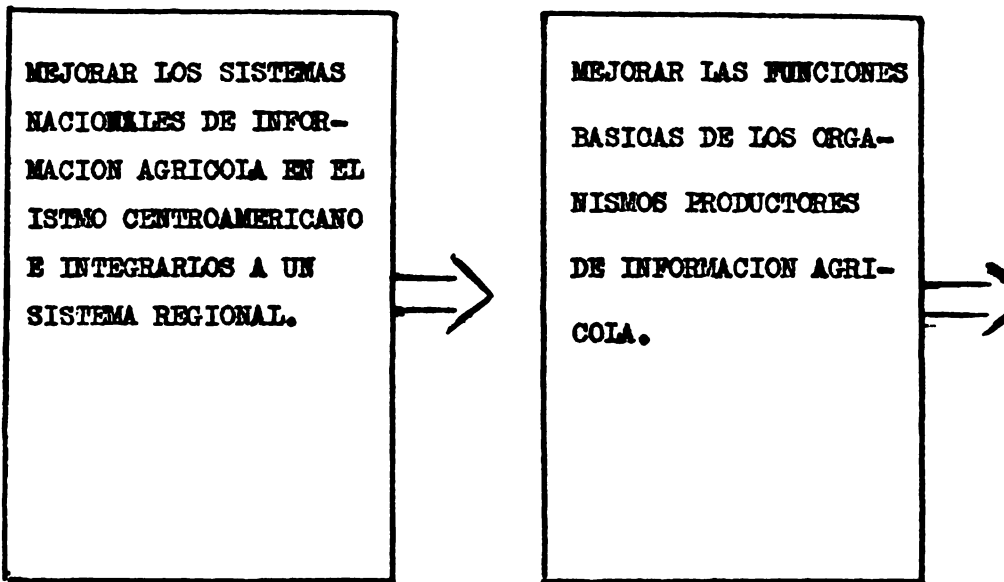 MEJORAR LOS SISTEMAS
NACIONALES DE INFOR-
MACION AGRICOLA EN EL
ISTMO CENTROAMERICANO
E INTEGRARLOS A UN
SISTEMA REGIONAL.
MEJORAR LAS FUNCIONES
BASICAS DE LOS ORGA-
NISMOS PRODUCTORES
DE INFORMACION AGRI-
COLA.